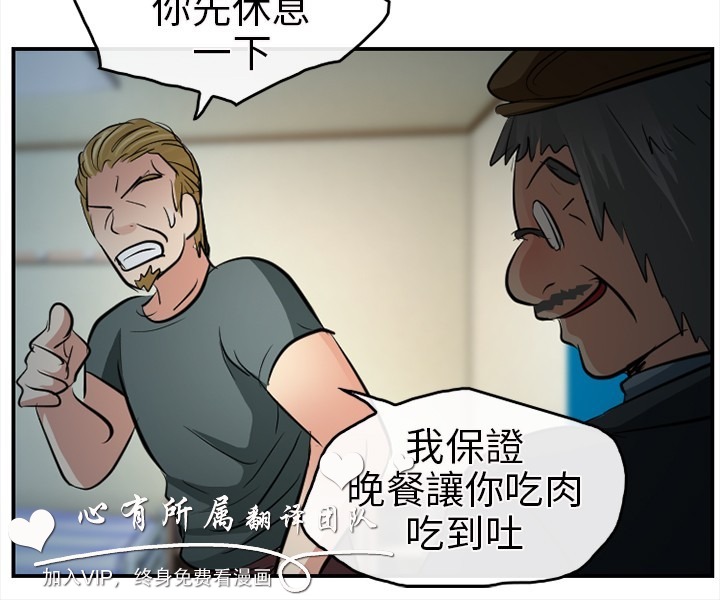 你先休息
一下
我保證
晚餐讓你吃肉
吃到吐
心有所属翻译团队
加入VIP，终身免费看漫画